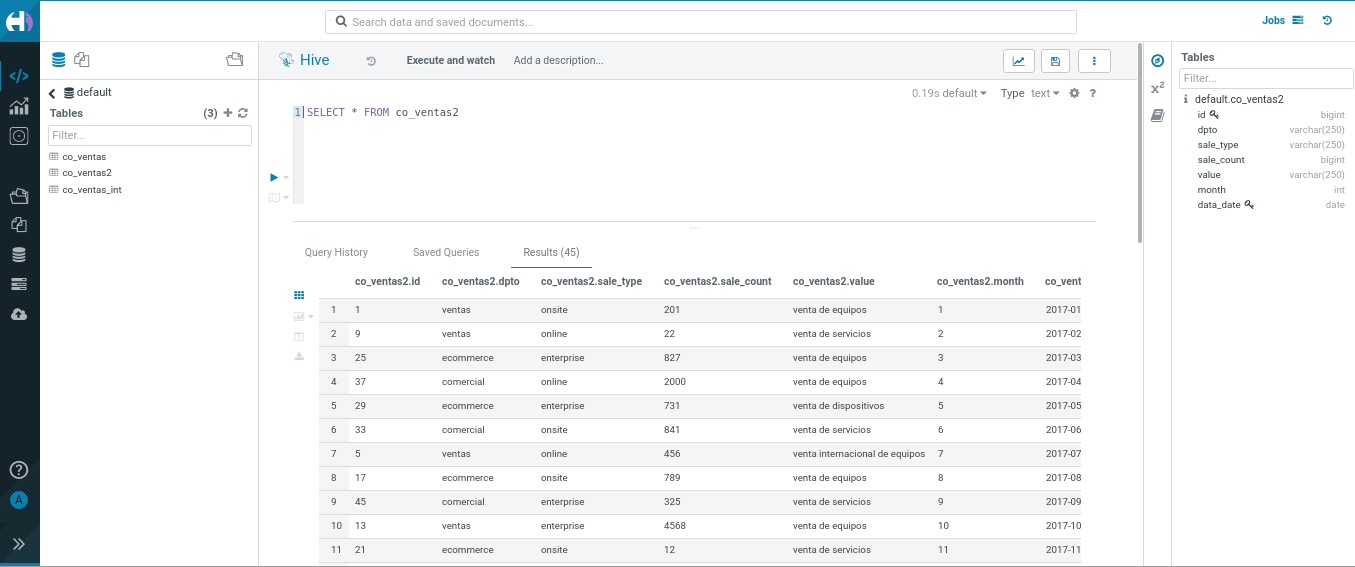 Search data and saved documents...
Jobs
default
Tables (3)
Filter...
co_ventas
co_ventas2
co_ventas_int
Hive Execute and watch Add a description...
0.19s default Type text ?
1 SELECT * FROM co_ventas2
Query History Saved Queries Results (45)
co_ventas2.id co_ventas2.dpto co_ventas2.sale_type co_ventas2.sale_count co_ventas2.value co_ventas2.month co_vent
1 1 ventas onsite 201 venta de equipos 1 2017-01
2 9 ventas online 22 venta de servicios 2 2017-02
3 25 ecommerce enterprise 827 venta de equipos 3 2017-03
4 37 comercial online 2000 venta de equipos 4 2017-04
5 29 ecommerce enterprise 731 venta de dispositivos 5 2017-05
6 33 comercial onsite 841 venta de servicios 6 2017-06
7 5 ventas online 456 venta internacional de equipos 7 2017-07
8 17 ecommerce onsite 789 venta de equipos 8 2017-08
9 45 comercial enterprise 325 venta de servicios 9 2017-09
10 13 ventas enterprise 4568 venta de equipos 10 2017-10
11 21 ecommerce onsite 12 venta de servicios 11 2017-11
x²
Tables
Filter...
default.co_ventas2
id bigint
dpto varchar(250)
sale_type varchar(250)
sale_count bigint
value varchar(250)
month int
data_date date
?
A